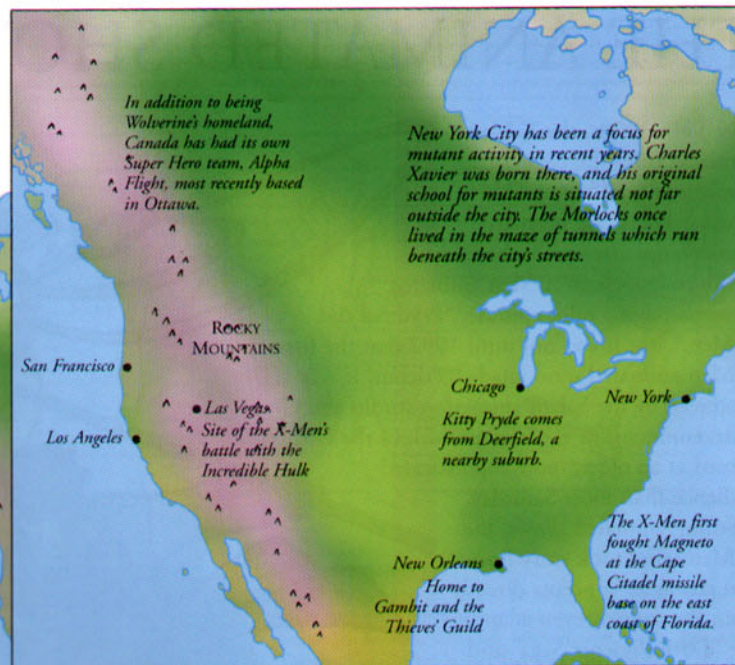 In addition to being
Wolverine's homeland,
Canada has had its own
Super Hero team, Alpha
Flight, most recently based
in Ottawa.
New York City has been a focus for
mutant activity in recent years. Charles
Xavier was born there, and his original
school for mutants is situated not far
outside the city. The Morlocks once
lived in the maze of tunnels which run
beneath the city's streets.
ROCKY
MOUNTAINS
San Francisco
Las Vegas
Site of the X-Men's
battle with the
Incredible Hulk
Los Angeles
Chicago
Kitty Pryde comes
from Deerfield, a
nearby suburb.
New York
New Orleans
Home to
Gambit and the
Thieves' Guild
The X-Men first
fought Magneto
at the Cape
Citadel missile
base on the east
coast of Florida.